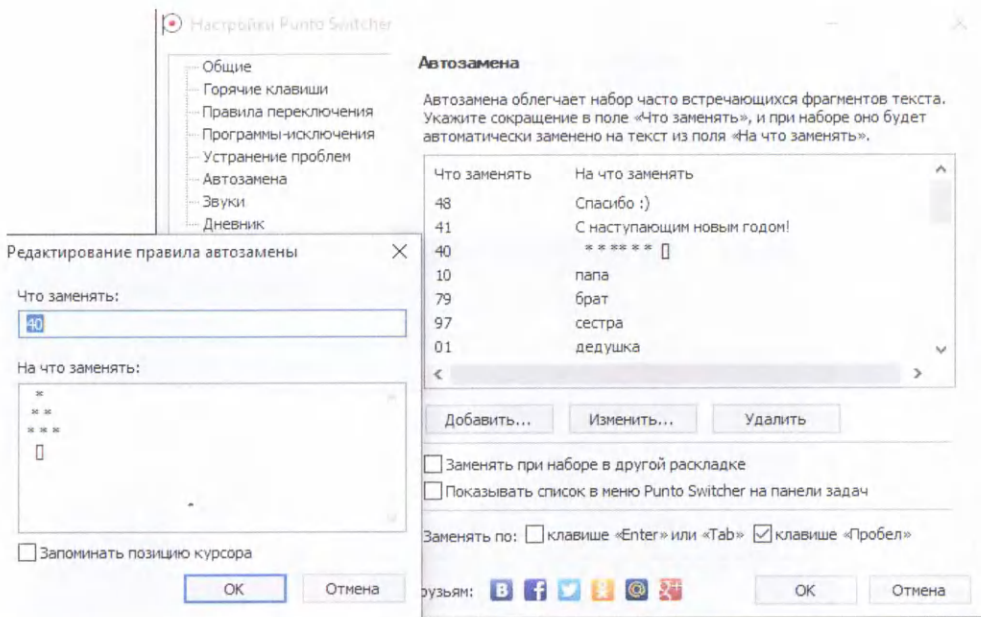 Настройки Punto Switcher
Общие
Горячие клавиши
Правила переключения
Программы-исключения
Устранение проблем
Автозамена
Звуки
Дневник
Автозамена
Автозамена облегчает набор часто встречающихся фрагментов текста.
Укажите сокращение в поле «Что заменять», и при наборе оно будет
автоматически заменено на текст из поля «На что заменять».
Что заменять На что заменять
48 Спасибо :)
41 С наступающим новым годом!
40 * * ** * * []
10 папа
79 брат
97 сестра
01 дедушка
Добавить... Изменить... Удалить
Заменять при наборе в другой раскладке
Показывать список в меню Punto Switcher на панели задач
Заменять по: клавише «Enter» или «Tab» клавише «Пробел»
рузьям: B f @ g+
OK Отмена
Редактирование правила автозамены
Что заменять:
40
На что заменять:
*
* *
* * *
[]
Запоминать позицию курсора
OK Отмена